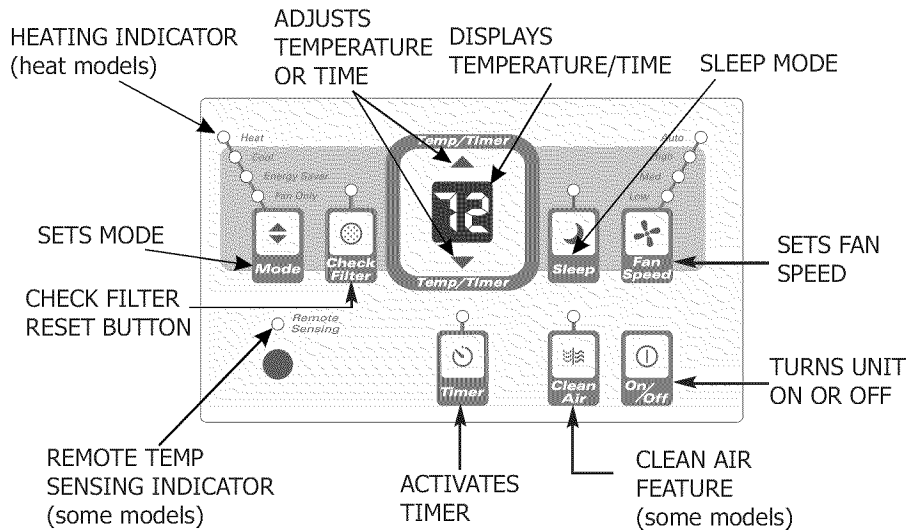 ADJUSTS
TEMPERATURE
OR TIME
HEATING INDICATOR
(heat models)
DISPLAYS
TEMPERATURE/TIME
SLEEP MODE
Heat
Cool
Energy Saver
Fan Only
Temp/Timer
72
Temp/Timer
Auto
High
Med
Low
Mode
Check
Filter
Sleep
Fan
Speed
SETS MODE
SETS FAN
SPEED
CHECK FILTER
RESET BUTTON
Remote
Sensing
Timer
Clean
Air
On/
Off
TURNS UNIT
ON OR OFF
REMOTE TEMP
SENSING INDICATOR
(some models)
ACTIVATES
TIMER
CLEAN AIR
FEATURE
(some models)